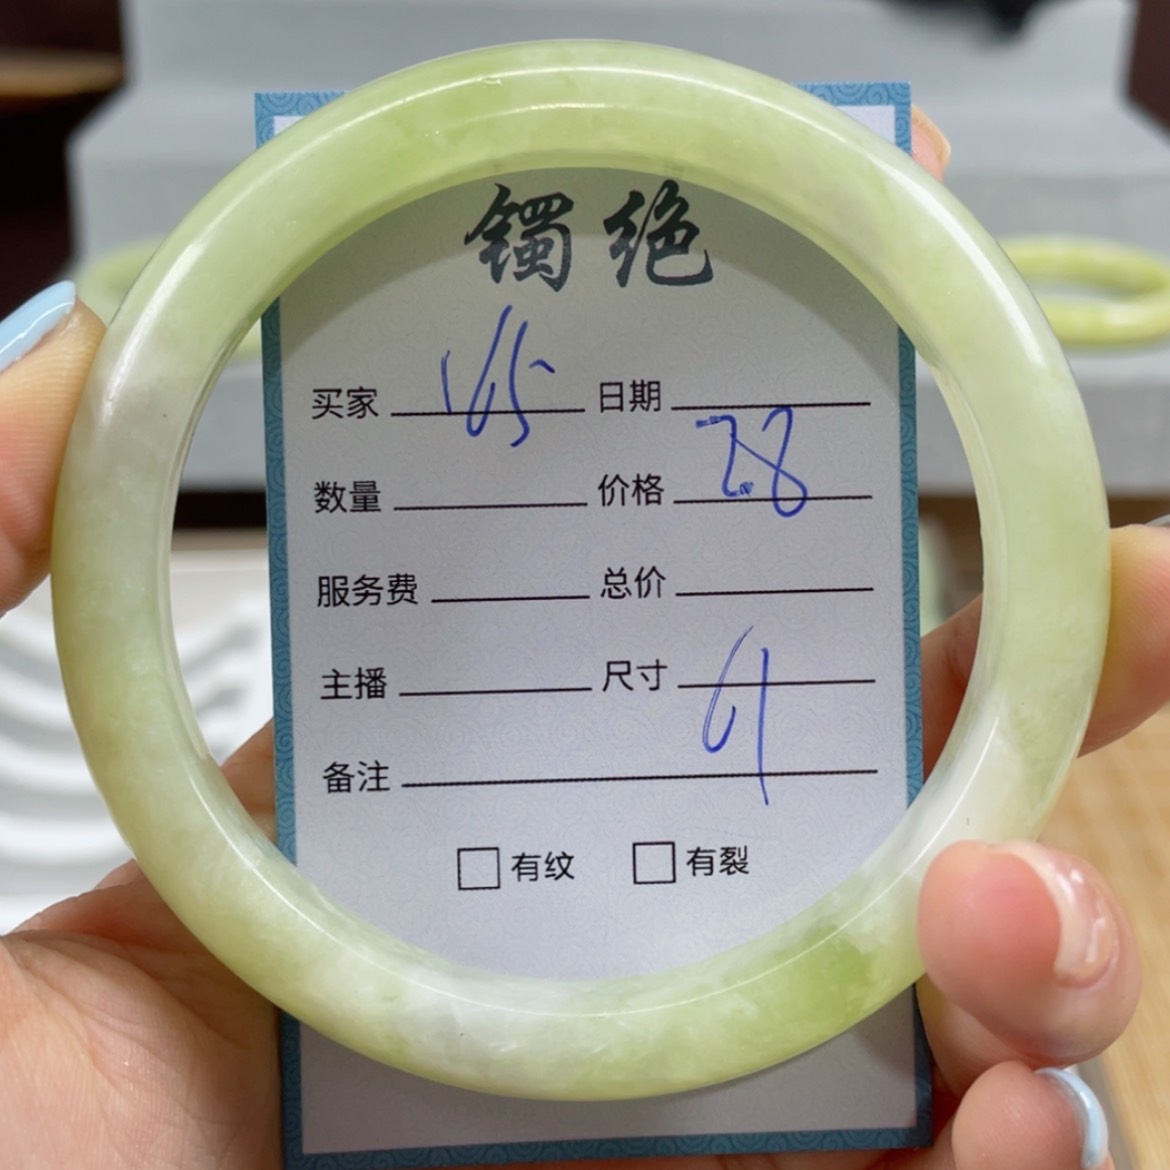 镯绝
买家 165 日期
数量 价格 28
服务费 总价
主播 尺寸 61
备注
有纹 有裂